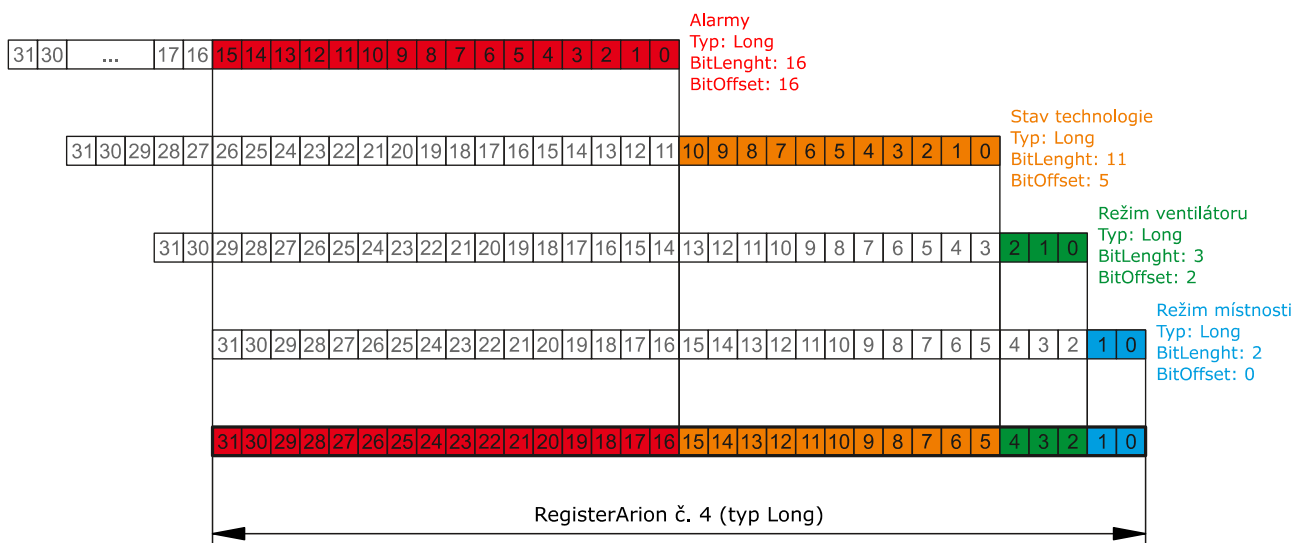 Alarmy
Typ: Long
BitLenght: 16
BitOffset: 16
31 30 ... 17 16 15 14 13 12 11 10 9 8 7 6 5 4 3 2 1 0
Stav technologie
Typ: Long
BitLenght: 11
BitOffset: 5
31 30 29 28 27 26 25 24 23 22 21 20 19 18 17 16 15 14 13 12 11 10 9 8 7 6 5 4 3 2 1 0
Režim ventilátoru
Typ: Long
BitLenght: 3
BitOffset: 2
31 30 29 28 27 26 25 24 23 22 21 20 19 18 17 16 15 14 13 12 11 10 9 8 7 6 5 4 3 2 1 0
Režim místnosti
Typ: Long
BitLenght: 2
BitOffset: 0
31 30 29 28 27 26 25 24 23 22 21 20 19 18 17 16 15 14 13 12 11 10 9 8 7 6 5 4 3 2 1 0
31 30 29 28 27 26 25 24 23 22 21 20 19 18 17 16 15 14 13 12 11 10 9 8 7 6 5 4 3 2 1 0
RegisterArion č. 4 (typ Long)